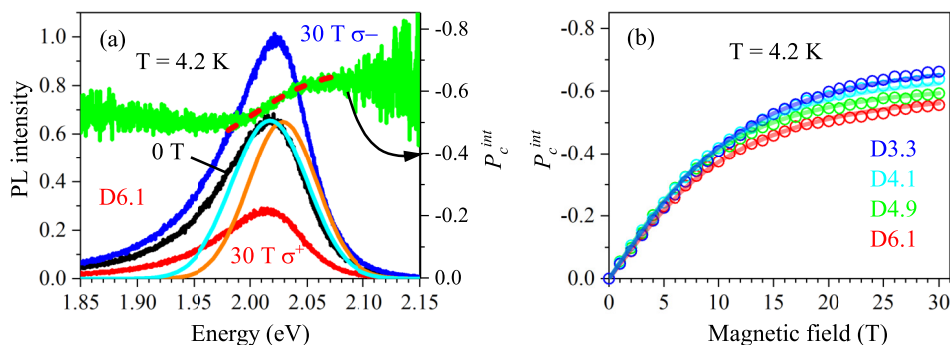 (a)
30 T σ−
T = 4.2 K
0 T
D6.1
30 T σ+
PL intensity
1.0
0.8
0.6
0.4
0.2
0.0
-0.8
-0.6
-0.4
-0.2
0.0
P_c^int
1.85 1.90 1.95 2.00 2.05 2.10 2.15
Energy (eV)
(b)
T = 4.2 K
P_c^int
-0.8
-0.6
-0.4
-0.2
0.0
D3.3
D4.1
D4.9
D6.1
0 5 10 15 20 25 30
Magnetic field (T)